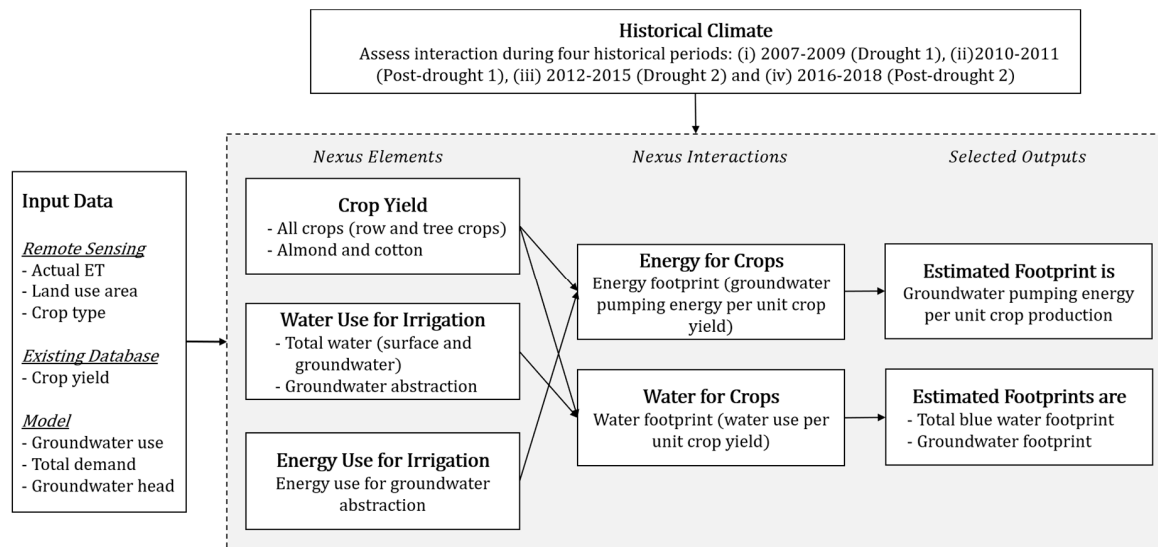 Historical Climate
Assess interaction during four historical periods: (i) 2007-2009 (Drought 1), (ii)2010-2011
(Post-drought 1), (iii) 2012-2015 (Drought 2) and (iv) 2016-2018 (Post-drought 2)
Input Data
Remote Sensing
- Actual ET
- Land use area
- Crop type
Existing Database
- Crop yield
Model
- Groundwater use
- Total demand
- Groundwater head
Nexus Elements
Crop Yield
- All crops (row and tree crops)
- Almond and cotton
Water Use for Irrigation
- Total water (surface and
groundwater)
- Groundwater abstraction
Energy Use for Irrigation
Energy use for groundwater
abstraction
Nexus Interactions
Energy for Crops
Energy footprint (groundwater
pumping energy per unit crop
yield)
Water for Crops
Water footprint (water use per
unit crop yield)
Selected Outputs
Estimated Footprint is
Groundwater pumping energy
per unit crop production
Estimated Footprints are
- Total blue water footprint
- Groundwater footprint